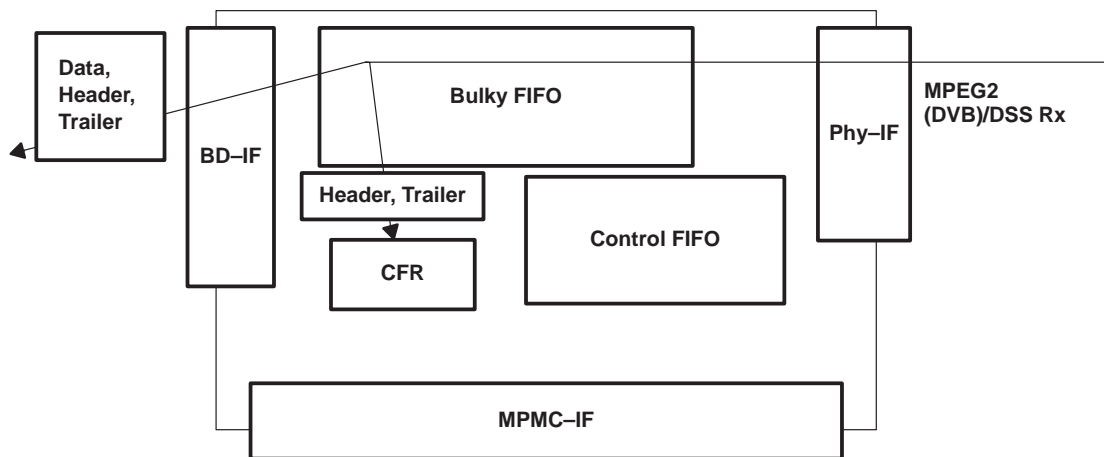 Data,
Header,
Trailer
BD–IF
Bulky FIFO
Phy–IF
MPEG2
(DVB)/DSS Rx
Header, Trailer
Control FIFO
CFR
MPMC–IF